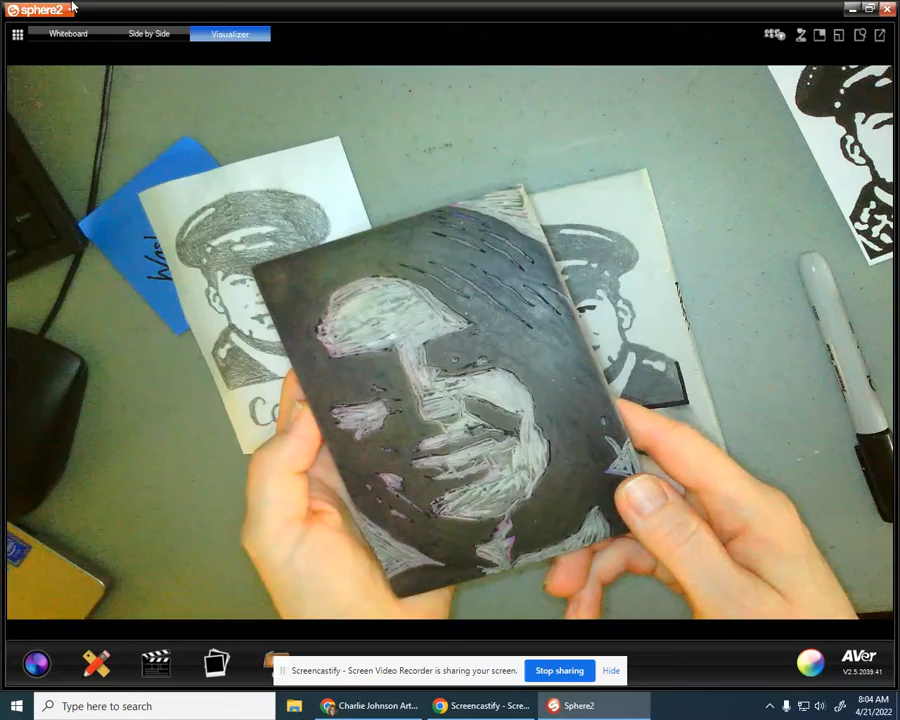 sphere2
Whiteboard
Side by Side
Visualizer
Screencastify - Screen Video Recorder is sharing your screen.
Stop sharing
Hide
AVer
V2.5.2039.41
Type here to search
Charlie Johnson Art...
Screencastify - Scre...
Sphere2
8:04 AM
4/21/2022